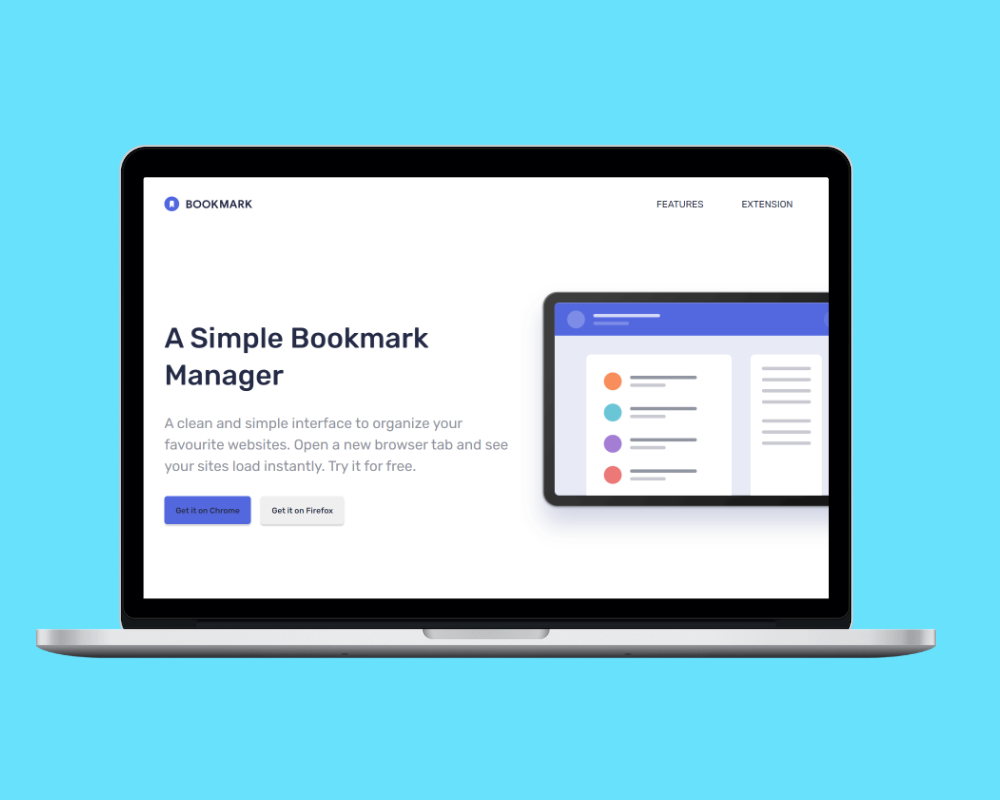 BOOKMARK
FEATURES
EXTENSION
A Simple Bookmark
Manager
A clean and simple interface to organize your
favourite websites. Open a new browser tab and see
your sites load instantly. Try it for free.
Get it on Chrome
Get it on Firefox